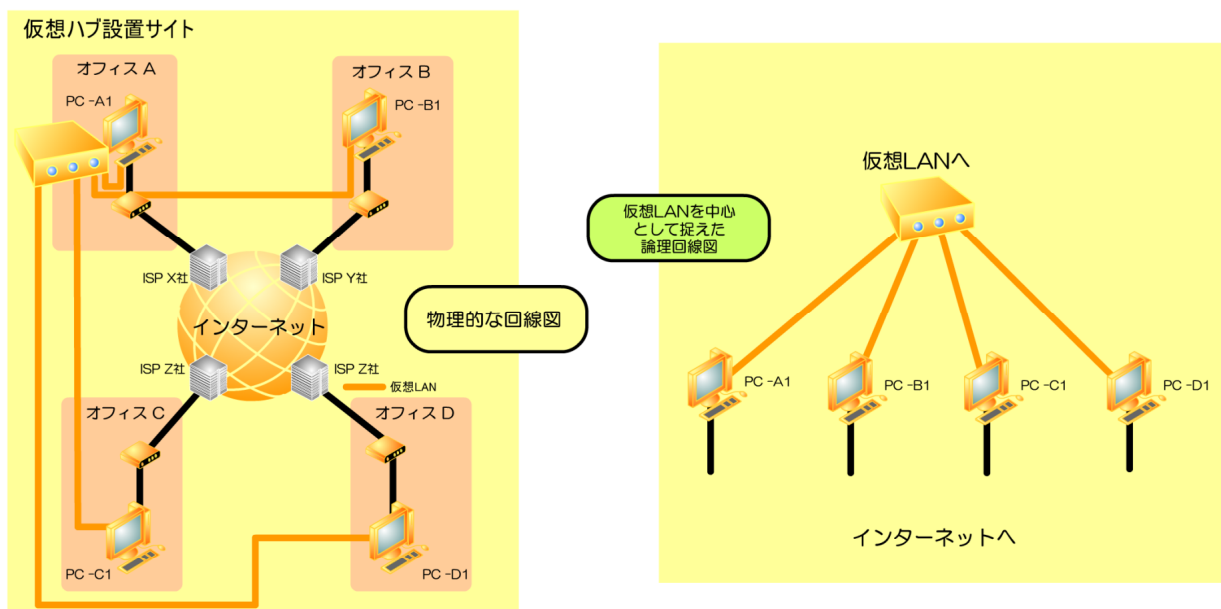 仮想ハブ設置サイト
オフィス A
PC -A1
オフィス B
PC -B1
ISP X社
ISP Y社
インターネット
物理的な回線図
ISP Z社
ISP Z社
仮想LAN
オフィス C
オフィス D
PC -C1
PC -D1
仮想LANを中心
として捉えた
論理回線図
仮想LANへ
PC -A1
PC -B1
PC -C1
PC -D1
インターネットへ